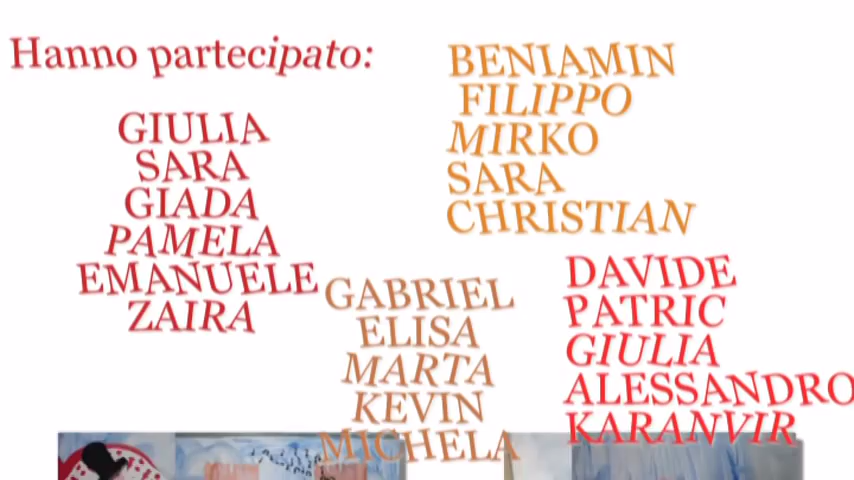 Hanno partecipato:
GIULIA
SARA
GIADA
PAMELA
EMANUELE
ZAIRA
BENIAMIN
FILIPPO
MIRKO
SARA
CHRISTIAN
GABRIEL
ELISA
MARTA
KEVIN
MICHELA
DAVIDE
PATRIC
GIULIA
ALESSANDRO
KARANVIR